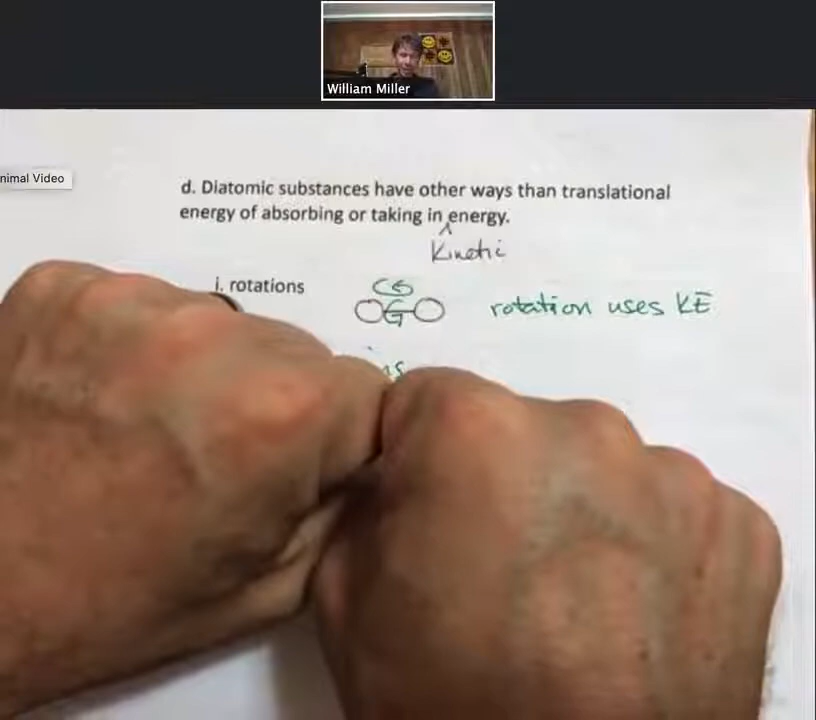 William Miller
nimal Video
d. Diatomic substances have other ways than translational
energy of absorbing or taking in energy.
Kinetic
i. rotations
rotation uses KE